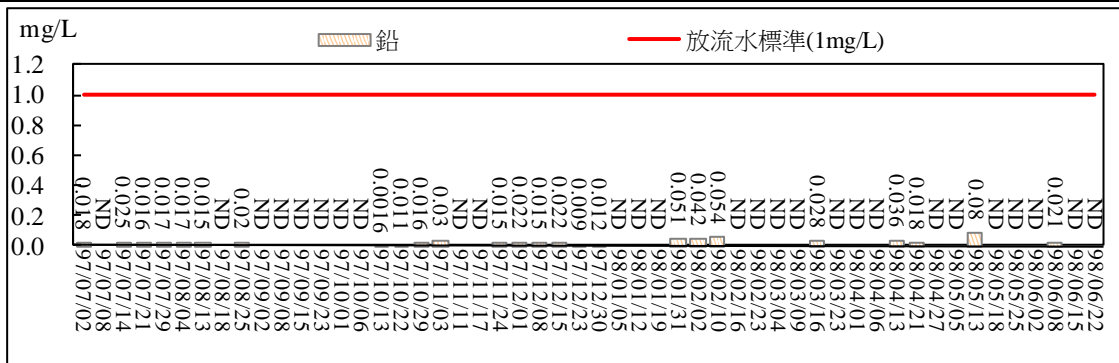 mg/L
鉛
放流水標準(1mg/L)
1.2
1.0
0.8
0.6
0.4
0.2
0.0
0.018
ND
0.025
0.016
0.017
0.017
0.015
ND
0.02
ND
ND
ND
ND
ND
ND
0.0016
0.011
0.016
0.03
ND
ND
0.015
0.022
0.015
0.022
0.009
0.012
ND
ND
ND
0.051
0.042
0.054
ND
ND
ND
ND
0.028
ND
ND
ND
0.036
0.018
ND
ND
0.08
ND
ND
ND
0.021
ND
ND
97/07/02
97/07/08
97/07/14
97/07/21
97/07/29
97/08/04
97/08/13
97/08/18
97/08/25
97/09/02
97/09/08
97/09/15
97/09/23
97/10/01
97/10/06
97/10/13
97/10/22
97/10/29
97/11/03
97/11/11
97/11/17
97/11/24
97/12/01
97/12/08
97/12/15
97/12/23
97/12/30
98/01/05
98/01/12
98/01/19
98/01/31
98/02/02
98/02/10
98/02/16
98/02/23
98/03/04
98/03/09
98/03/16
98/03/23
98/04/01
98/04/06
98/04/13
98/04/21
98/04/27
98/05/05
98/05/13
98/05/18
98/05/25
98/06/02
98/06/08
98/06/15
98/06/22